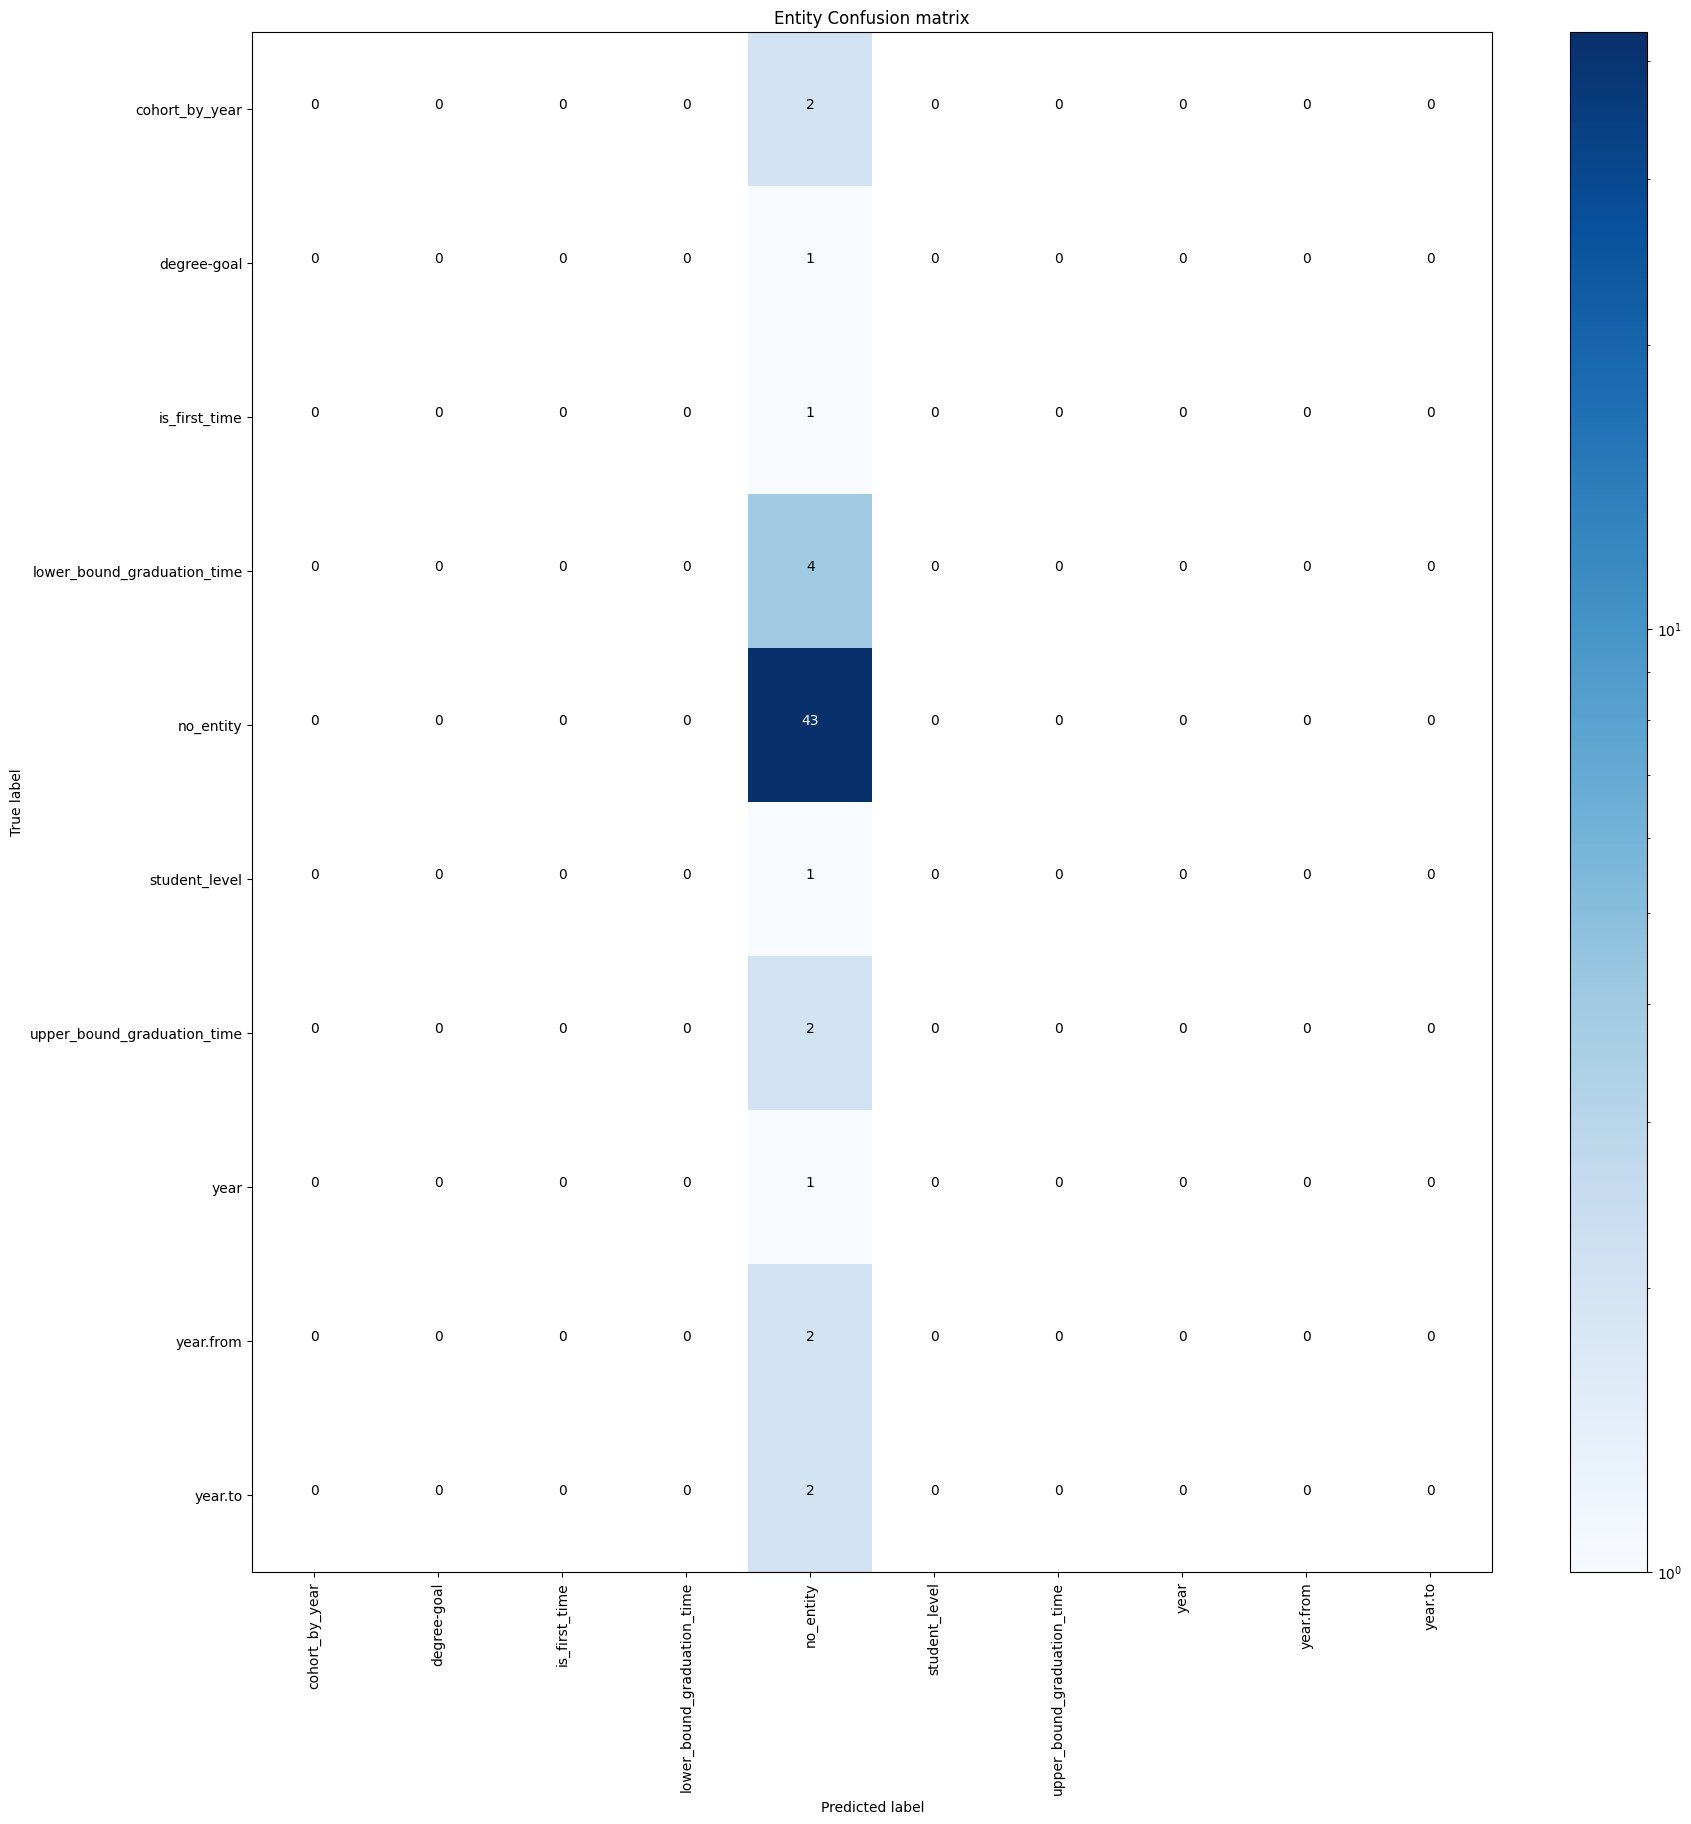 Entity Confusion matrix
cohort_by_year 0 0 0 0 2 0 0 0 0 0
degree-goal 0 0 0 0 1 0 0 0 0 0
is_first_time 0 0 0 0 1 0 0 0 0 0
lower_bound_graduation_time 0 0 0 0 4 0 0 0 0 0
no_entity 0 0 0 0 43 0 0 0 0 0
student_level 0 0 0 0 1 0 0 0 0 0
upper_bound_graduation_time 0 0 0 0 2 0 0 0 0 0
year 0 0 0 0 1 0 0 0 0 0
year.from 0 0 0 0 2 0 0 0 0 0
year.to 0 0 0 0 2 0 0 0 0 0
True label
cohort_by_year
degree-goal
is_first_time
lower_bound_graduation_time
no_entity
student_level
upper_bound_graduation_time
year
year.from
year.to
Predicted label
10¹
10⁰